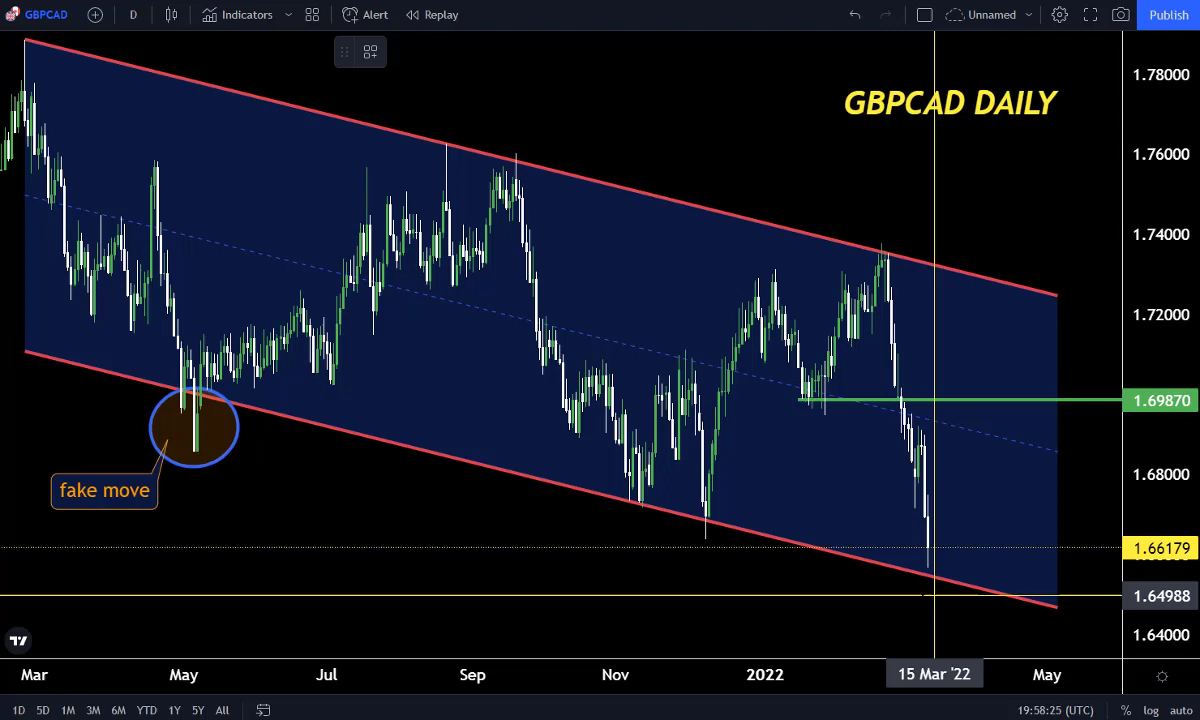 GBPCAD
D
Indicators
Alert
Replay
Unnamed
Publish
GBPCAD DAILY
fake move
1.78000
1.76000
1.74000
1.72000
1.69870
1.68000
1.66179
1.64988
1.64000
Mar
May
Jul
Sep
Nov
2022
15 Mar '22
May
1D 5D 1M 3M 6M YTD 1Y 5Y All
19:58:25 (UTC)
% log auto